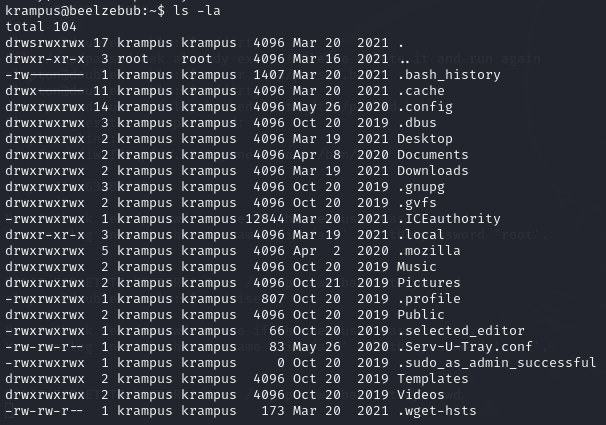 krampus@beelzebub:~$ ls -la
total 104
drwsrwxrwx 17 krampus krampus  4096 Mar 20  2021 .
drwxr-xr-x  3 root    root     4096 Mar 16  2021 ..
-rw-------  1 krampus krampus  1407 Mar 20  2021 .bash_history
drwx------ 11 krampus krampus  4096 Mar 20  2021 .cache
drwxrwxrwx 14 krampus krampus  4096 May 26  2020 .config
drwxrwxrwx  3 krampus krampus  4096 Oct 20  2019 .dbus
drwxrwxrwx  2 krampus krampus  4096 Mar 19  2021 Desktop
drwxrwxrwx  2 krampus krampus  4096 Apr  8  2020 Documents
drwxrwxrwx  2 krampus krampus  4096 Mar 19  2021 Downloads
drwxrwxrwx  3 krampus krampus  4096 Oct 20  2019 .gnupg
drwxrwxrwx  2 krampus krampus  4096 Oct 20  2019 .gvfs
-rwxrwxrwx  1 krampus krampus 12844 Mar 20  2021 .ICEauthority
drwxr-xr-x  3 krampus krampus  4096 Mar 19  2021 .local
drwxrwxrwx  5 krampus krampus  4096 Apr  2  2020 .mozilla
drwxrwxrwx  2 krampus krampus  4096 Oct 20  2019 Music
drwxrwxrwx  2 krampus krampus  4096 Oct 21  2019 Pictures
-rwxrwxrwx  1 krampus krampus   807 Oct 20  2019 .profile
drwxrwxrwx  2 krampus krampus  4096 Oct 20  2019 Public
-rwxrwxrwx  1 krampus krampus    66 Oct 20  2019 .selected_editor
-rw-rw-r--  1 krampus krampus    83 May 26  2020 .Serv-U-Tray.conf
-rwxrwxrwx  1 krampus krampus     0 Oct 20  2019 .sudo_as_admin_successful
drwxrwxrwx  2 krampus krampus  4096 Oct 20  2019 Templates
drwxrwxrwx  2 krampus krampus  4096 Oct 20  2019 Videos
-rw-rw-r--  1 krampus krampus   173 Mar 20  2021 .wget-hsts